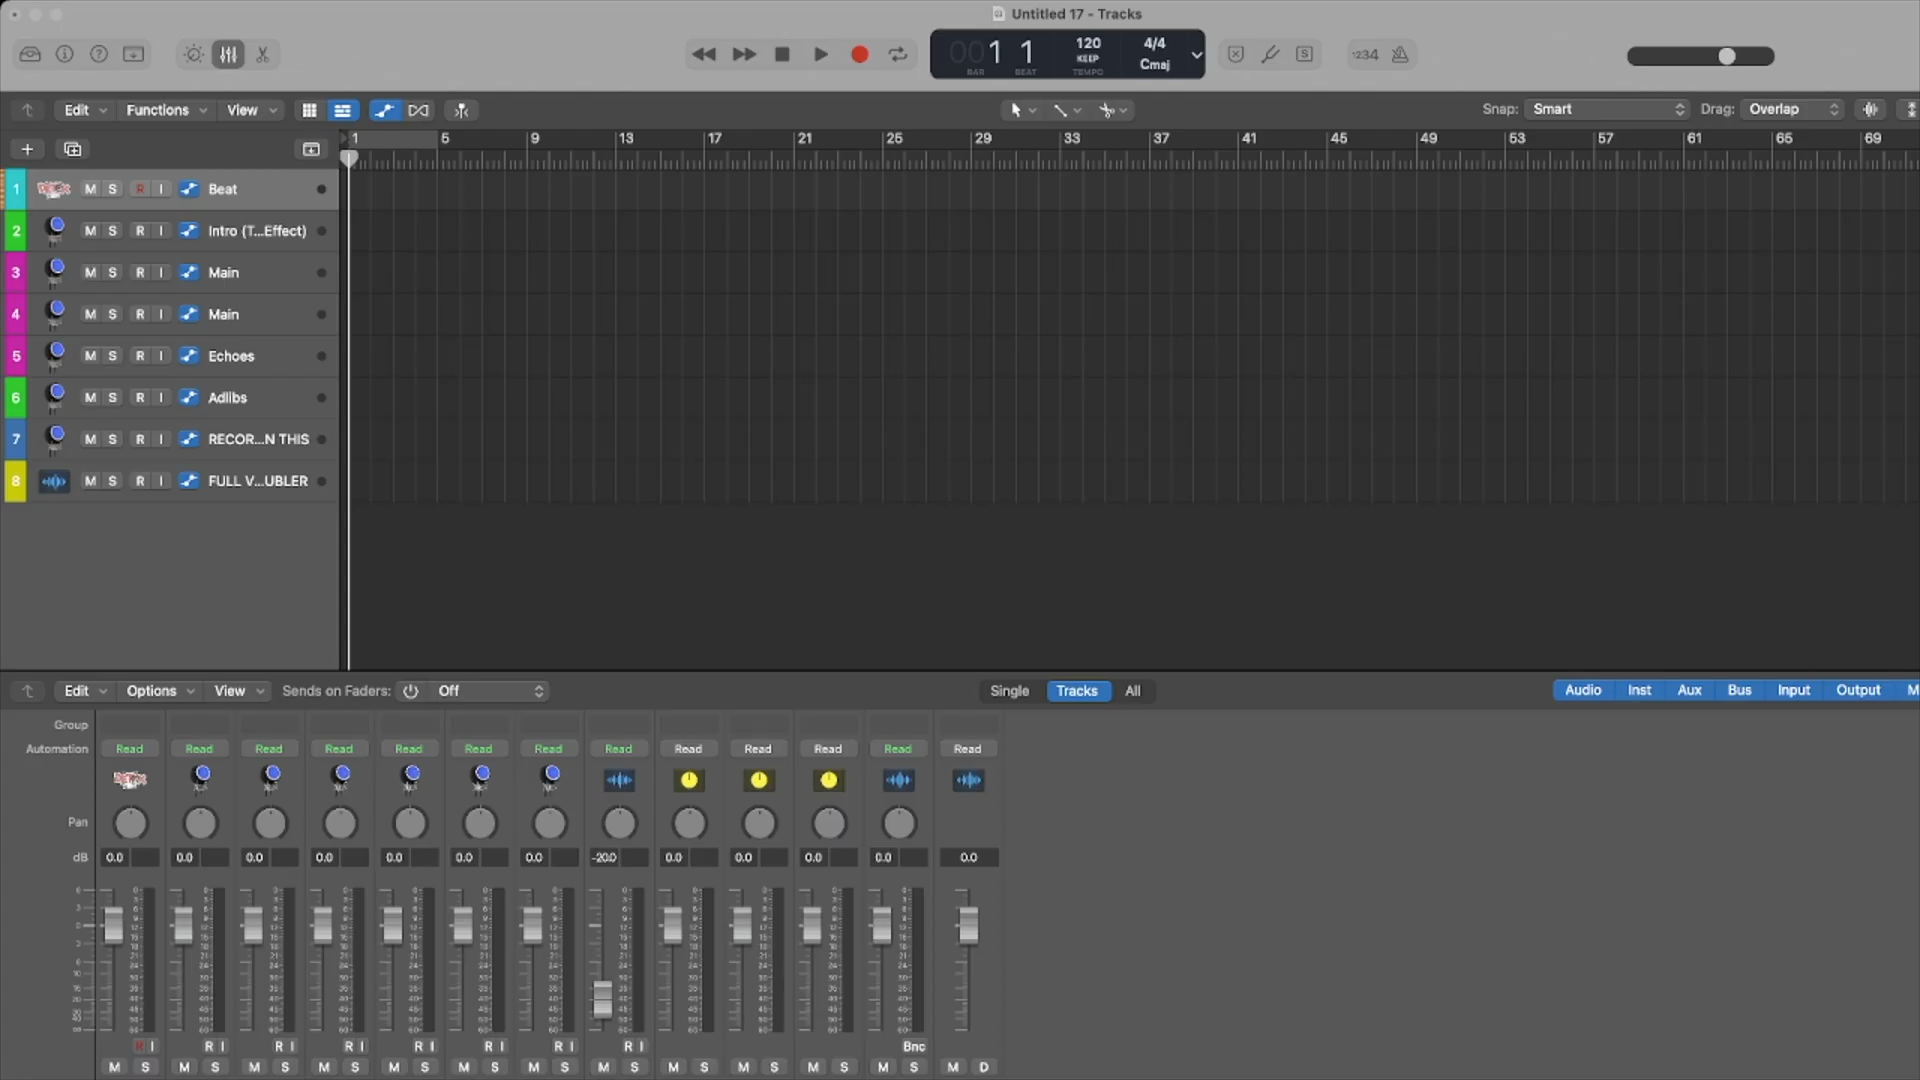 Untitled 17 - Tracks
001 1 120 KEEP 4/4 Cmaj
BAR BEAT TEMPO
1234
Edit Functions View Snap: Smart Drag: Overlap
1 5 9 13 17 21 25 29 33 37 41 45 49 53 57 61 65 69
1 M S R I Beat
2 M S R I Intro (T...Effect)
3 M S R I Main
4 M S R I Main
5 M S R I Echoes
6 M S R I Adlibs
7 M S R I RECOR...N THIS
8 M S R I FULL V...UBLER
Edit Options View Sends on Faders: Off Single Tracks All Audio Inst Aux Bus Input Output M
Group
Automation Read Read Read Read Read Read Read Read Read Read Read Read Read
Pan
dB 0.0 0.0 0.0 0.0 0.0 0.0 0.0 -20.0 0.0 0.0 0.0 0.0 0.0
R I R I R I R I R I R I R I R I Bnc
M S M S M S M S M S M S M S M S M S M S M S M S M D